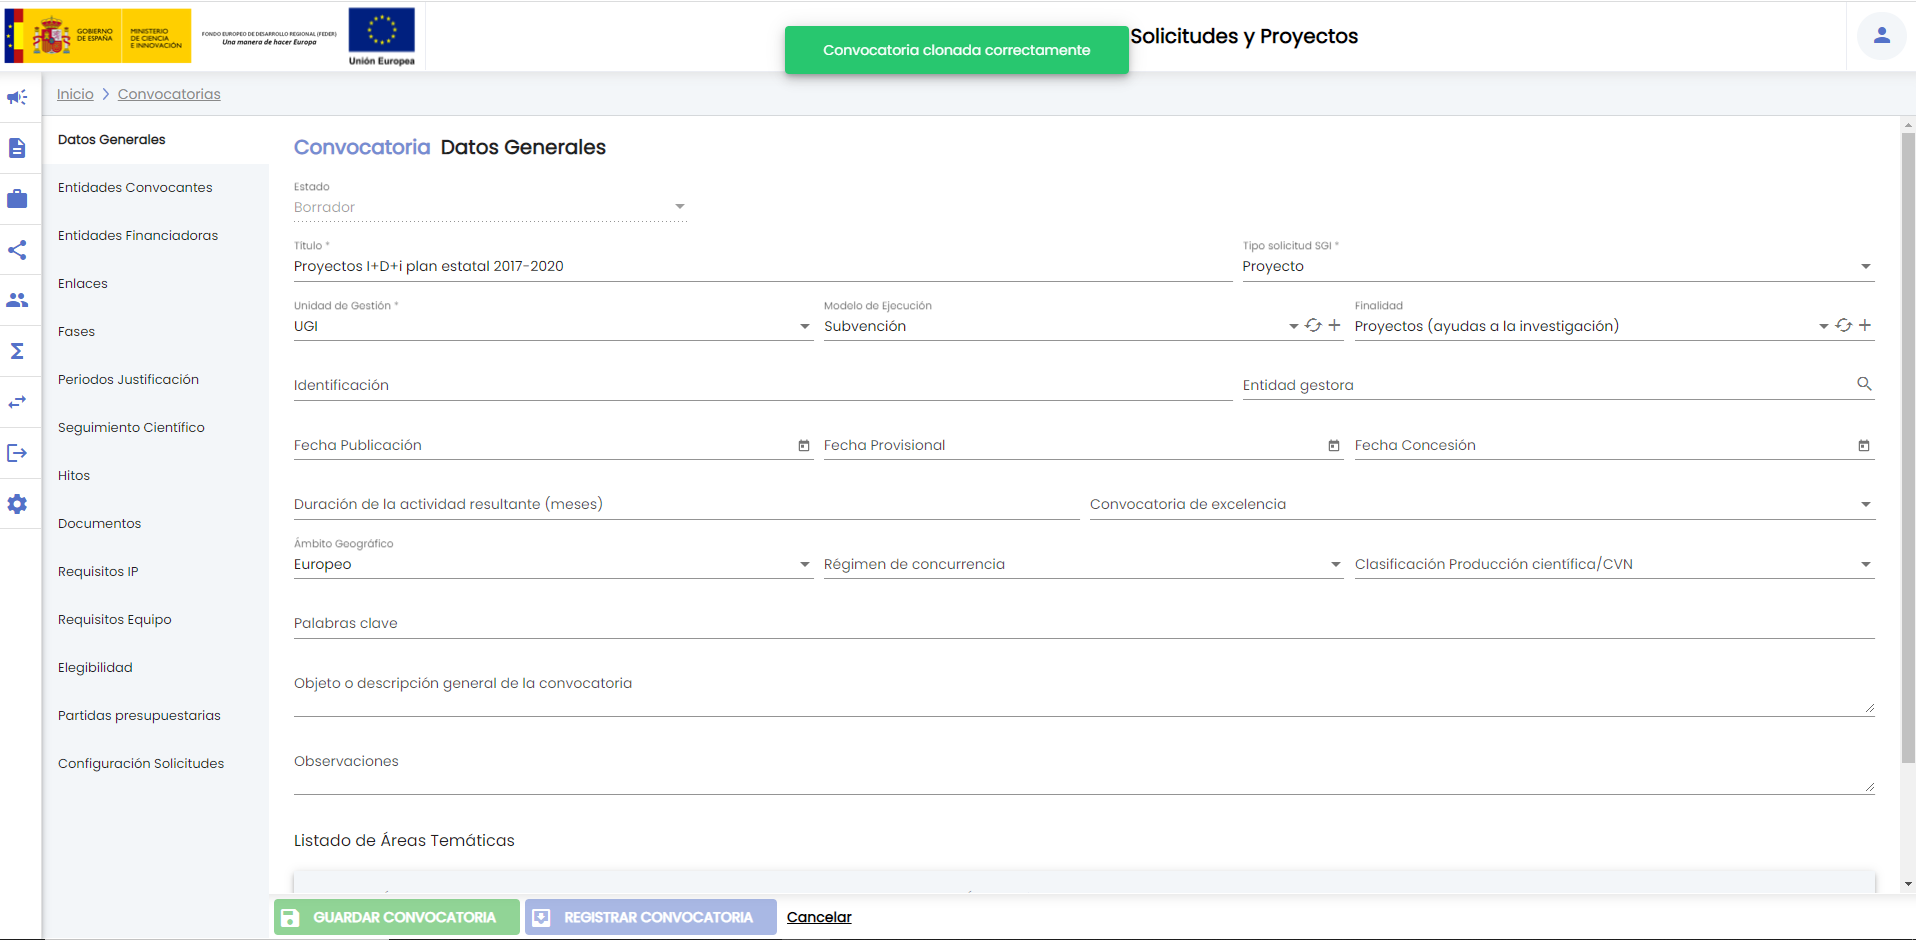 GOBIERNO
DE ESPAÑA
MINISTERIO
DE CIENCIA
E INNOVACIÓN
FONDO EUROPEO DE DESARROLLO REGIONAL (FEDER)
Una manera de hacer Europa
Unión Europea
Convocatoria clonada correctamente
Solicitudes y Proyectos
Inicio
Convocatorias
Datos Generales
Entidades Convocantes
Entidades Financiadoras
Enlaces
Fases
Periodos Justificación
Seguimiento Científico
Hitos
Documentos
Requisitos IP
Requisitos Equipo
Elegibilidad
Partidas presupuestarias
Configuración Solicitudes
Convocatoria Datos Generales
Estado
Borrador
Título *
Proyectos I+D+i plan estatal 2017-2020
Tipo solicitud SGI *
Proyecto
Unidad de Gestión *
UGI
Modelo de Ejecución
Subvención
Finalidad
Proyectos (ayudas a la investigación)
Identificación
Entidad gestora
Fecha Publicación
Fecha Provisional
Fecha Concesión
Duración de la actividad resultante (meses)
Convocatoria de excelencia
Ámbito Geográfico
Europeo
Régimen de concurrencia
Clasificación Producción científica/CVN
Palabras clave
Objeto o descripción general de la convocatoria
Observaciones
Listado de Áreas Temáticas
GUARDAR CONVOCATORIA
REGISTRAR CONVOCATORIA
Cancelar